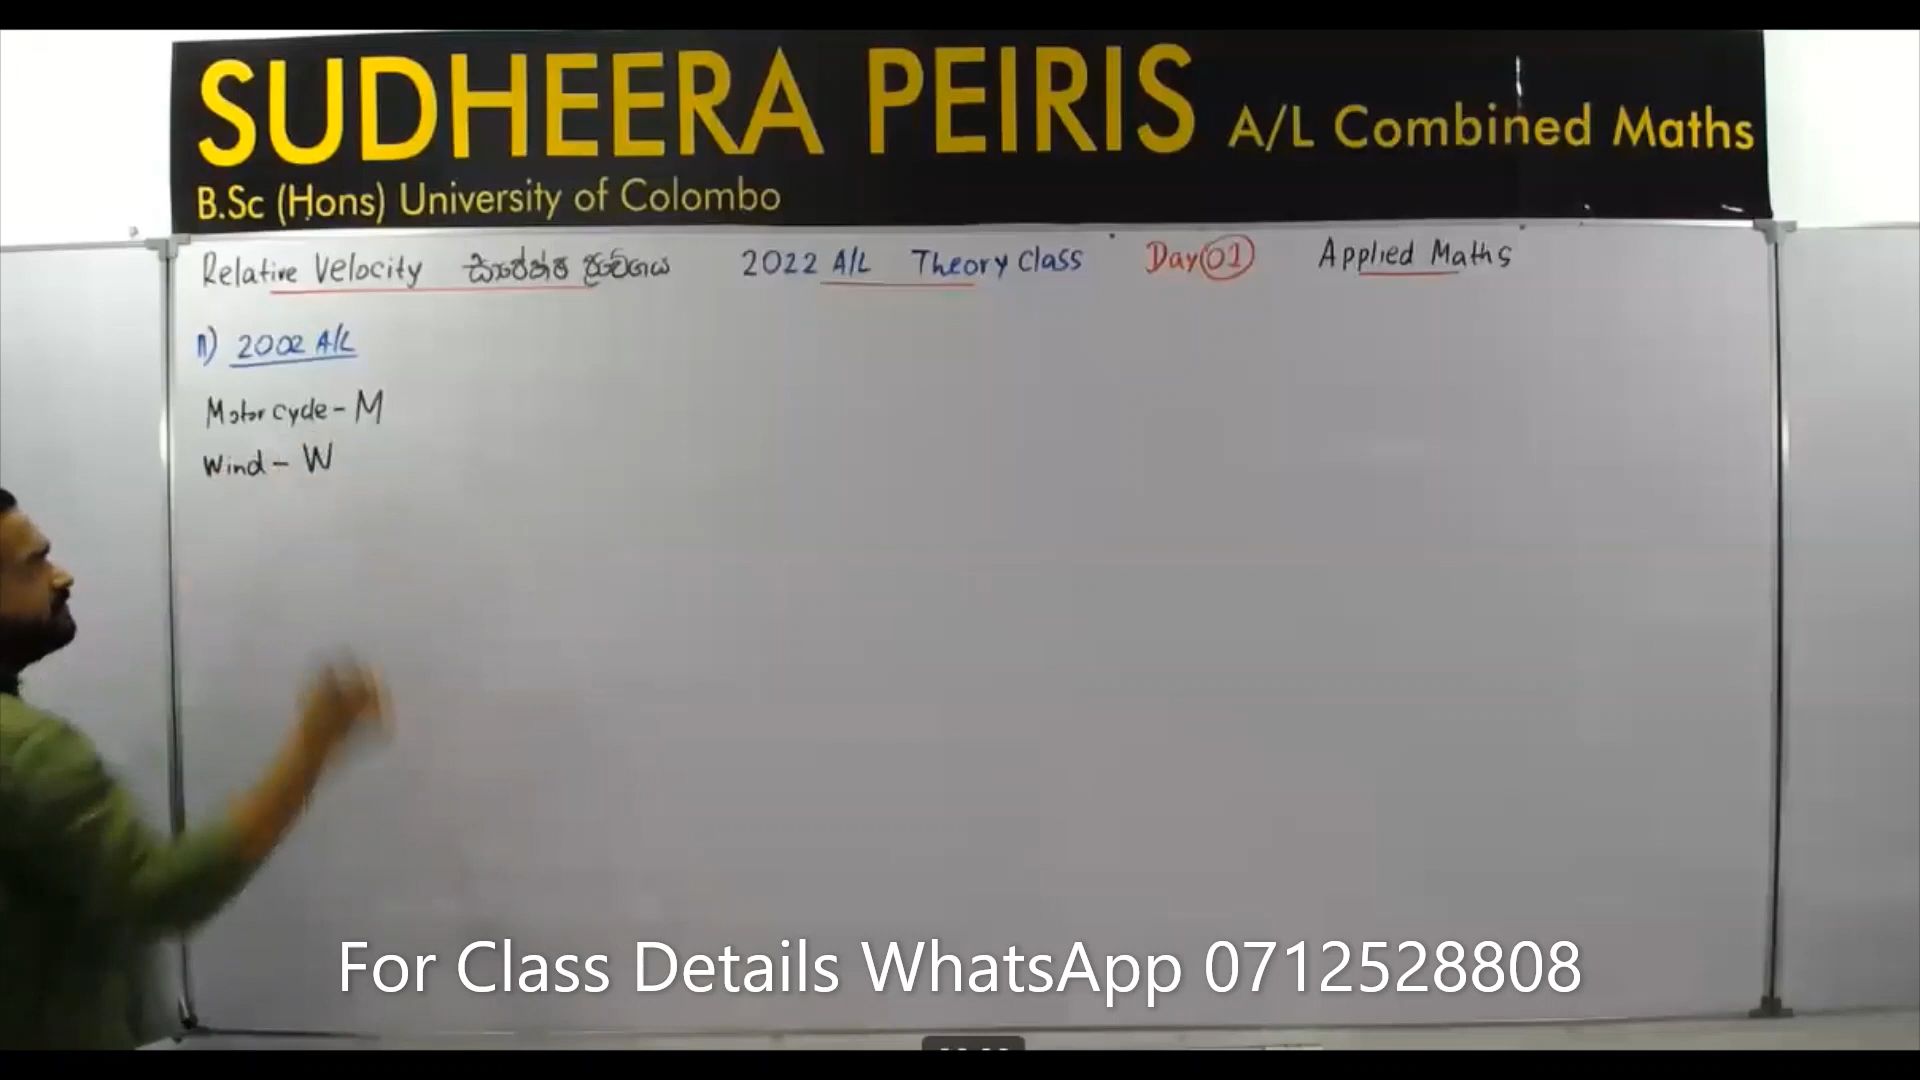 SUDHEERA PEIRIS A/L Combined Maths
B.Sc (Hons) University of Colombo
Relative Velocity සාපේක්ෂ ප්‍රවේගය 2022 A/L Theory Class Day 01 Applied Maths
11) 2002 A/L
Motor cycle - M
Wind - W
For Class Details WhatsApp 0712528808